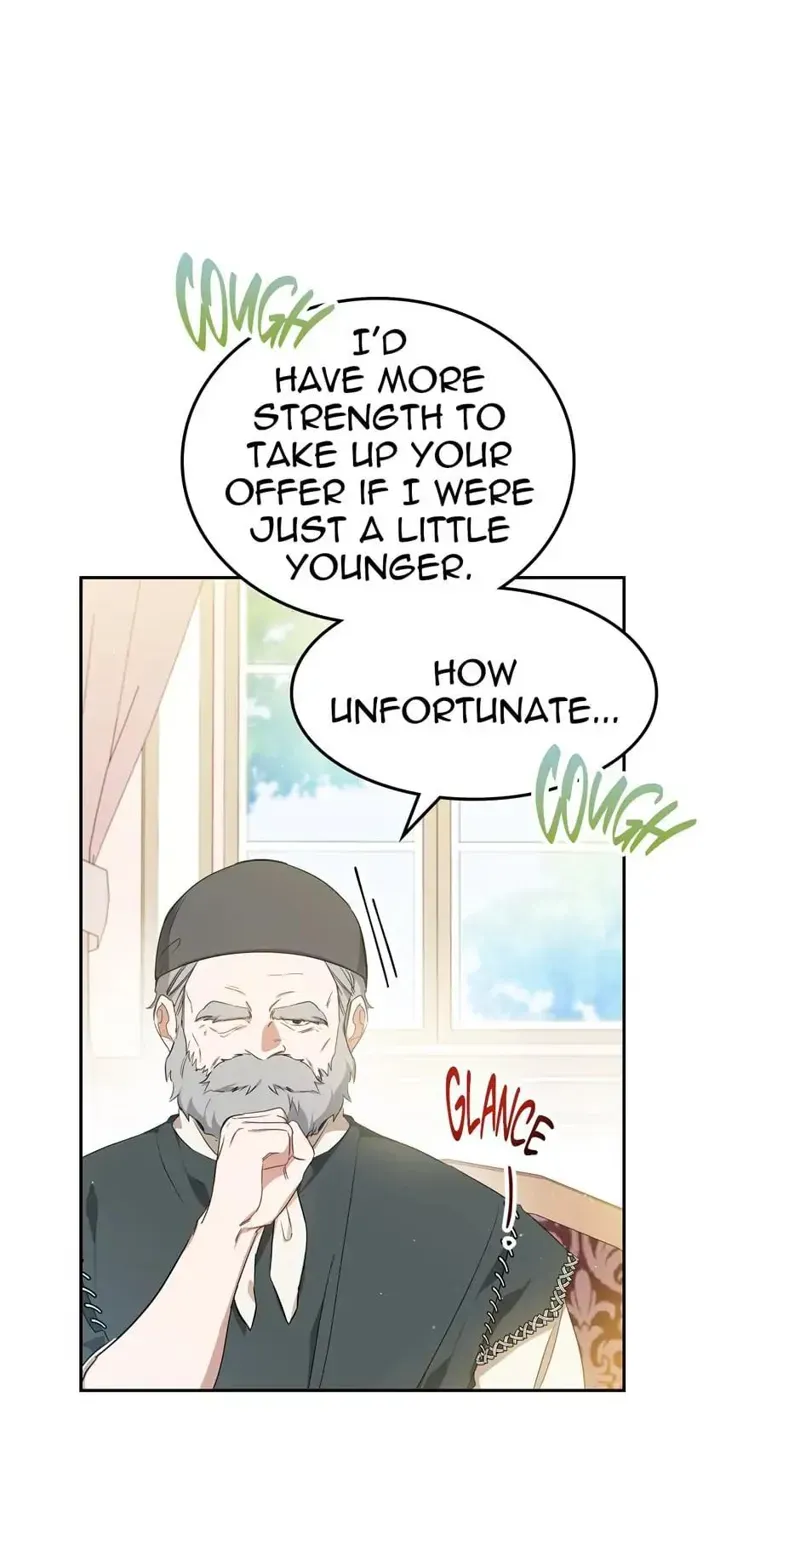 COUGH
I'D
HAVE MORE
STRENGTH TO
TAKE UP YOUR
OFFER IF I WERE
JUST A LITTLE
YOUNGER.
HOW
UNFORTUNATE...
COUGH
GLANCE